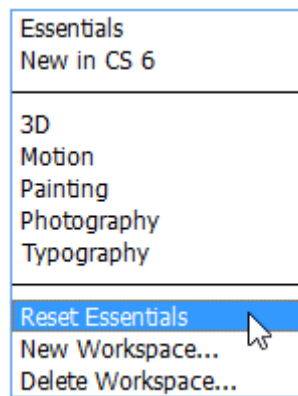 Essentials
New in CS 6
3D
Motion
Painting
Photography
Typography
Reset Essentials
New Workspace...
Delete Workspace...